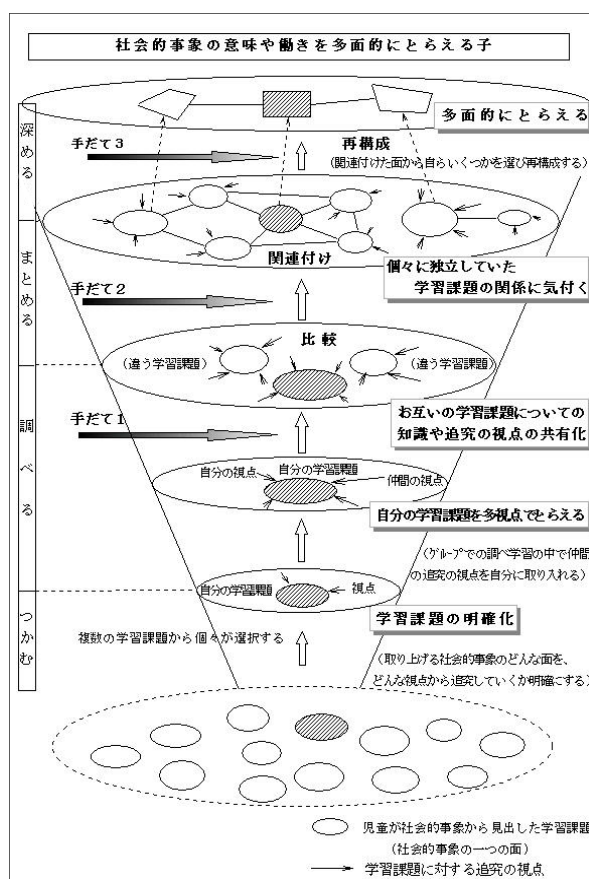 社会的事象の意味や働きを多面的にとらえる子
多面的にとらえる
深める
手だて3
再構成
(関連付けた面から自らいくつかを選び再構成する)
関連付け
個々に独立していた
学習課題の関係に気付く
まとめる
手だて2
比較
(違う学習課題)
(違う学習課題)
お互いの学習課題についての
知識や追究の視点の共有化
調べる
手だて1
自分の視点
自分の学習課題
仲間の視点
自分の学習課題を多視点でとらえる
(グループでの調べ学習の中で仲間
の追究の視点を自分に取り入れる)
自分の学習課題
視点
学習課題の明確化
つかむ
複数の学習課題から個々が選択する
(取り上げる社会的事象のどんな面を、
どんな視点から追究していくか明確にする)
児童が社会的事象から見出した学習課題
(社会的事象の一つの面)
学習課題に対する追究の視点